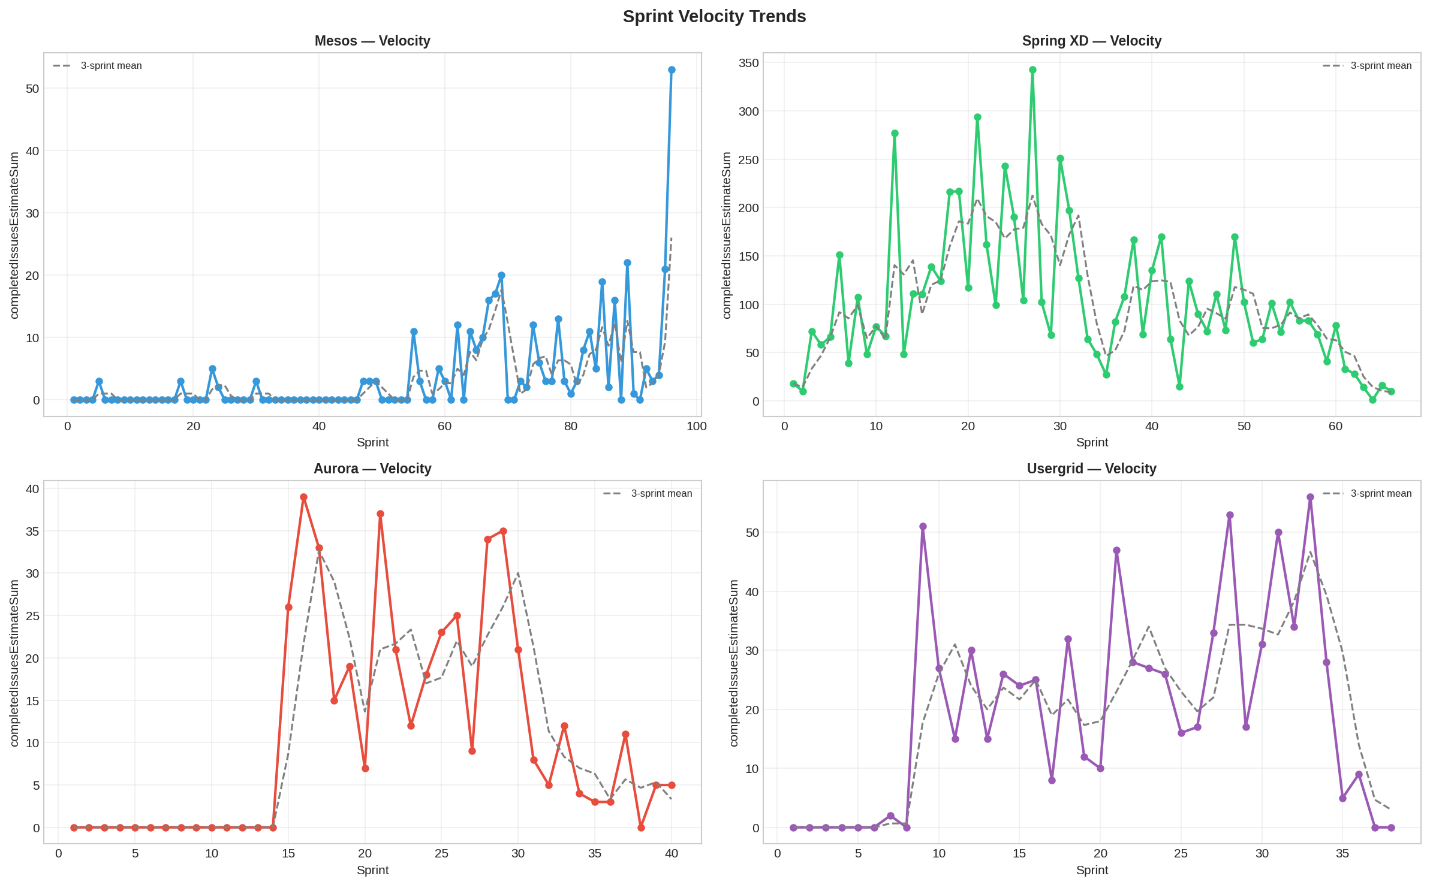 Sprint Velocity Trends
Mesos — Velocity
3-sprint mean
completedIssuesEstimateSum
50
40
30
20
10
0
0 20 40 60 80 100
Sprint
Spring XD — Velocity
3-sprint mean
completedIssuesEstimateSum
350
300
250
200
150
100
50
0
0 10 20 30 40 50 60
Sprint
Aurora — Velocity
3-sprint mean
completedIssuesEstimateSum
40
35
30
25
20
15
10
5
0
0 5 10 15 20 25 30 35 40
Sprint
Usergrid — Velocity
3-sprint mean
completedIssuesEstimateSum
50
40
30
20
10
0
0 5 10 15 20 25 30 35
Sprint